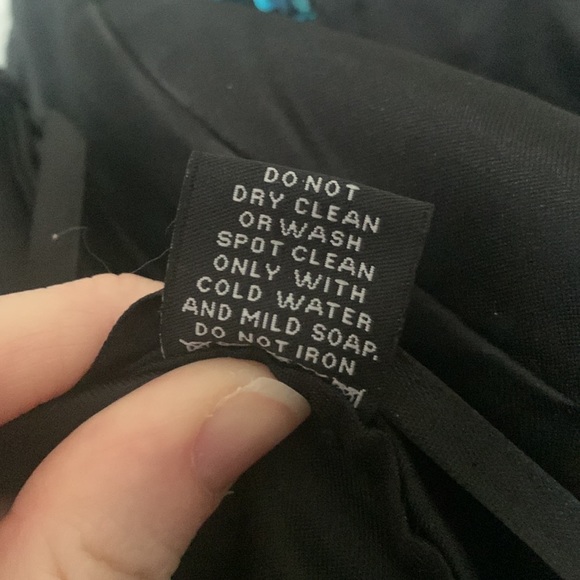 DO NOT
DRY CLEAN
OR WASH
SPOT CLEAN
ONLY WITH
COLD WATER
AND MILD SOAP.
DO NOT IRON